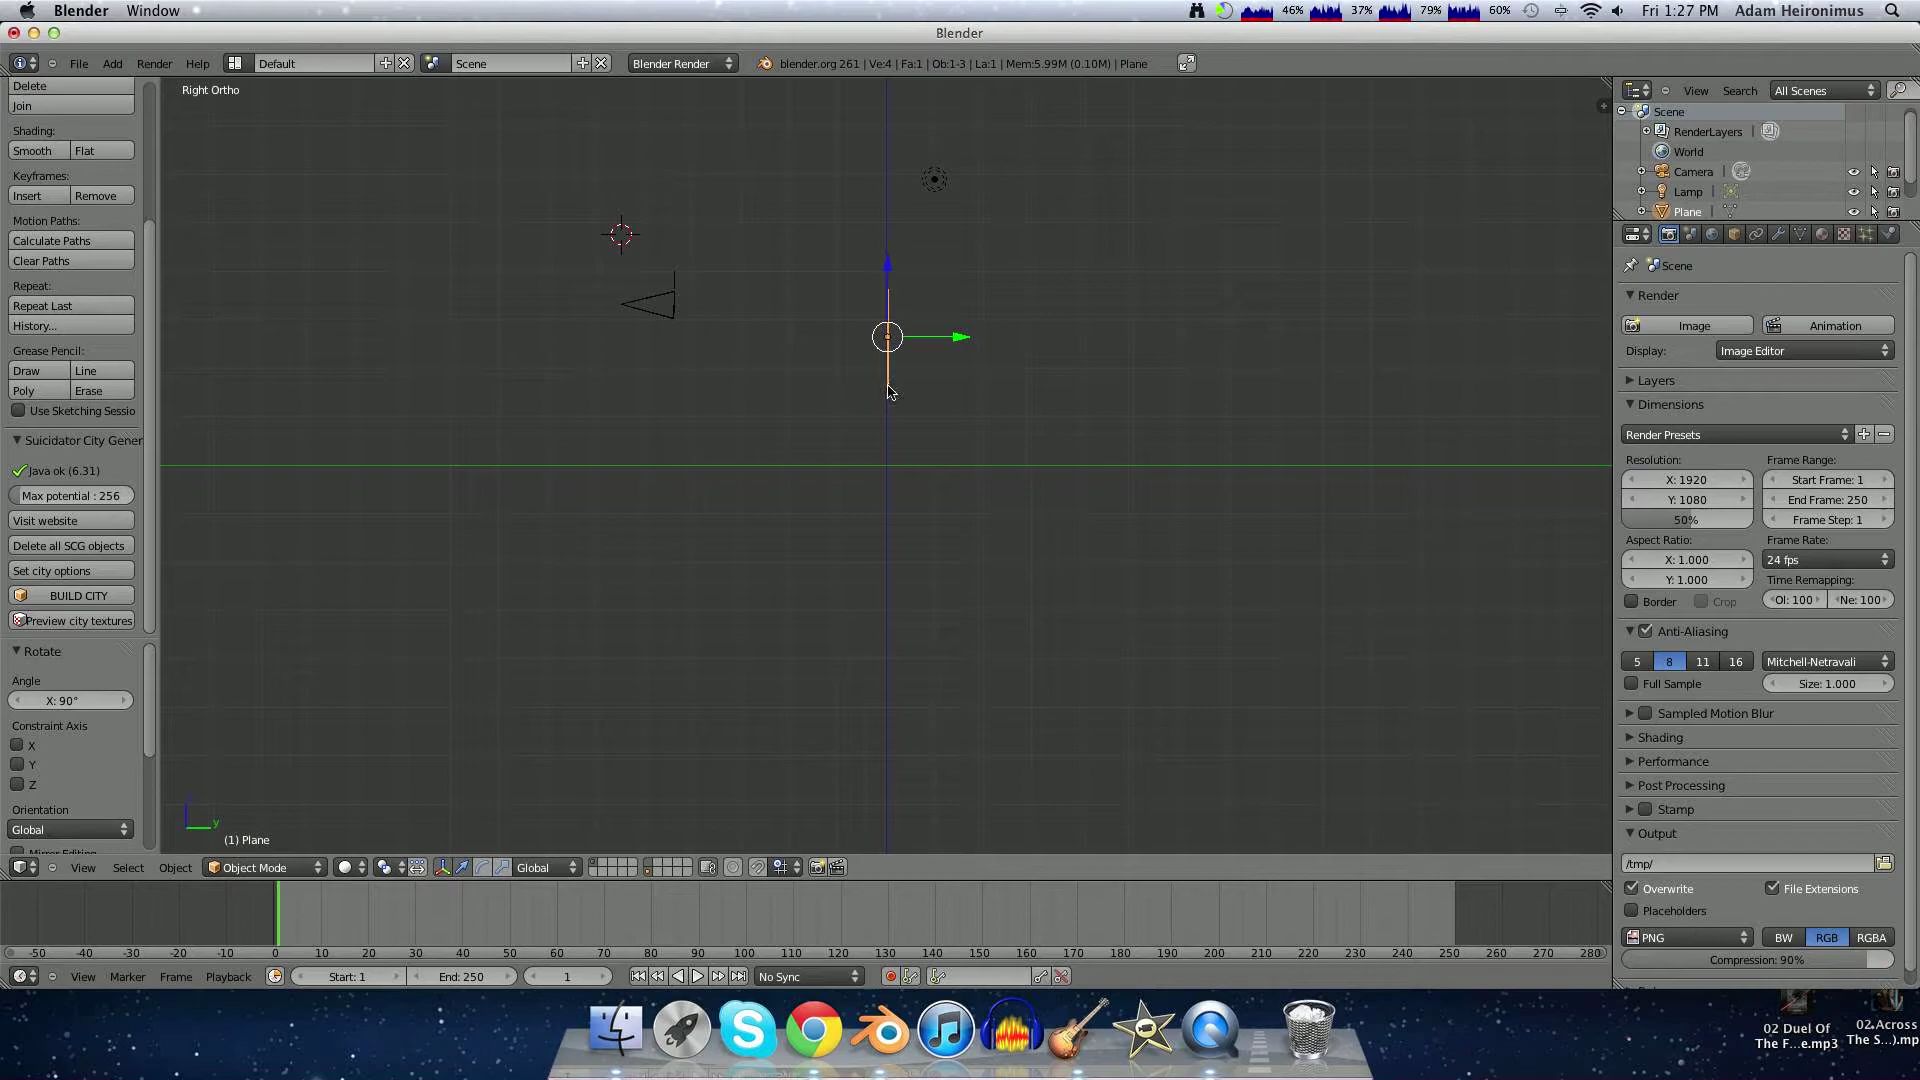 Blender Window
46% 37% 79% 60% Fri 1:27 PM Adam Heironimus
Blender
File Add Render Help Default Scene Blender Render blender.org 261 | Ve:4 | Fa:1 | Ob:1-3 | La:1 | Mem:5.99M (0.10M) | Plane
Delete
Join
Shading:
Smooth Flat
Keyframes:
Insert Remove
Motion Paths:
Calculate Paths
Clear Paths
Repeat:
Repeat Last
History...
Grease Pencil:
Draw Line
Poly Erase
Use Sketching Sessio
Suicidator City Gener
Java ok (6.31)
Max potential : 256
Visit website
Delete all SCG objects
Set city options
BUILD CITY
Preview city textures
Rotate
Angle
X: 90°
Constraint Axis
X
Y
Z
Orientation
Global
Mirror Editing
Right Ortho
y
(1) Plane
View Select Object Object Mode Global
View Search All Scenes
Scene
RenderLayers
World
Camera
Lamp
Plane
Scene
Render
Image Animation
Display: Image Editor
Layers
Dimensions
Render Presets
Resolution: Frame Range:
X: 1920 Start Frame: 1
Y: 1080 End Frame: 250
50% Frame Step: 1
Aspect Ratio: Frame Rate:
X: 1.000 24 fps
Y: 1.000 Time Remapping:
Border Crop Ol: 100 Ne: 100
Anti-Aliasing
5 8 11 16 Mitchell-Netravali
Full Sample Size: 1.000
Sampled Motion Blur
Shading
Performance
Post Processing
Stamp
Output
/tmp/
Overwrite File Extensions
Placeholders
PNG BW RGB RGBA
Compression: 90%
-50 -40 -30 -20 -10 0 10 20 30 40 50 60 70 80 90 100 110 120 130 140 150 160 170 180 190 200 210 220 230 240 250 260 270 280
View Marker Frame Playback Start: 1 End: 250 1 No Sync
02 Duel Of The F...e.mp3
02 Across The S...).mp